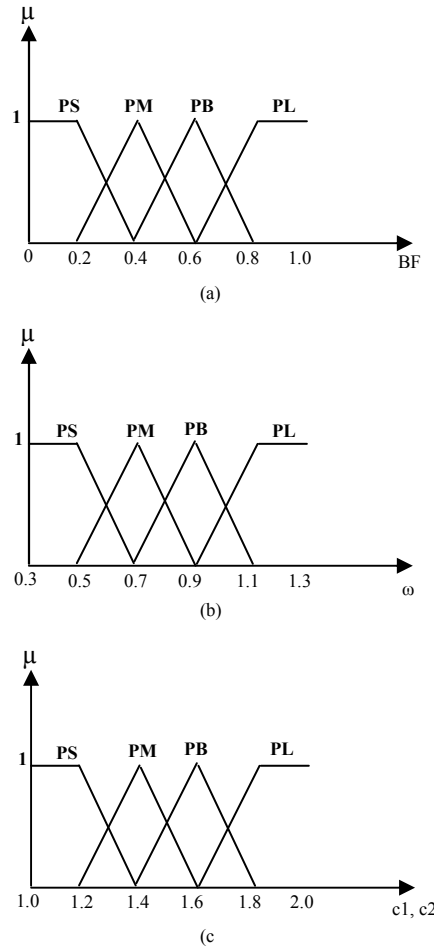 μ
PS PM PB PL
1
0 0.2 0.4 0.6 0.8 1.0
BF
(a)
μ
PS PM PB PL
1
0.3 0.5 0.7 0.9 1.1 1.3
ω
(b)
μ
PS PM PB PL
1
1.0 1.2 1.4 1.6 1.8 2.0
c1, c2
(c